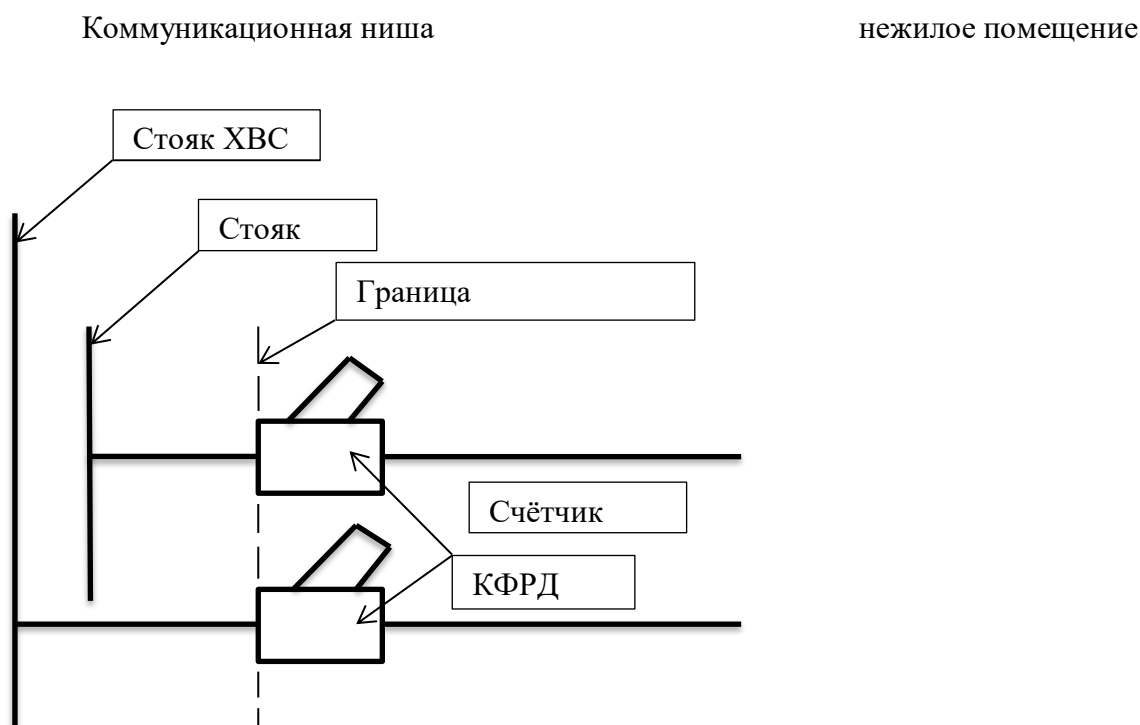 Коммуникационная ниша
нежилое помещение
Стояк ХВС
Стояк
Граница
Счётчик
КФРД